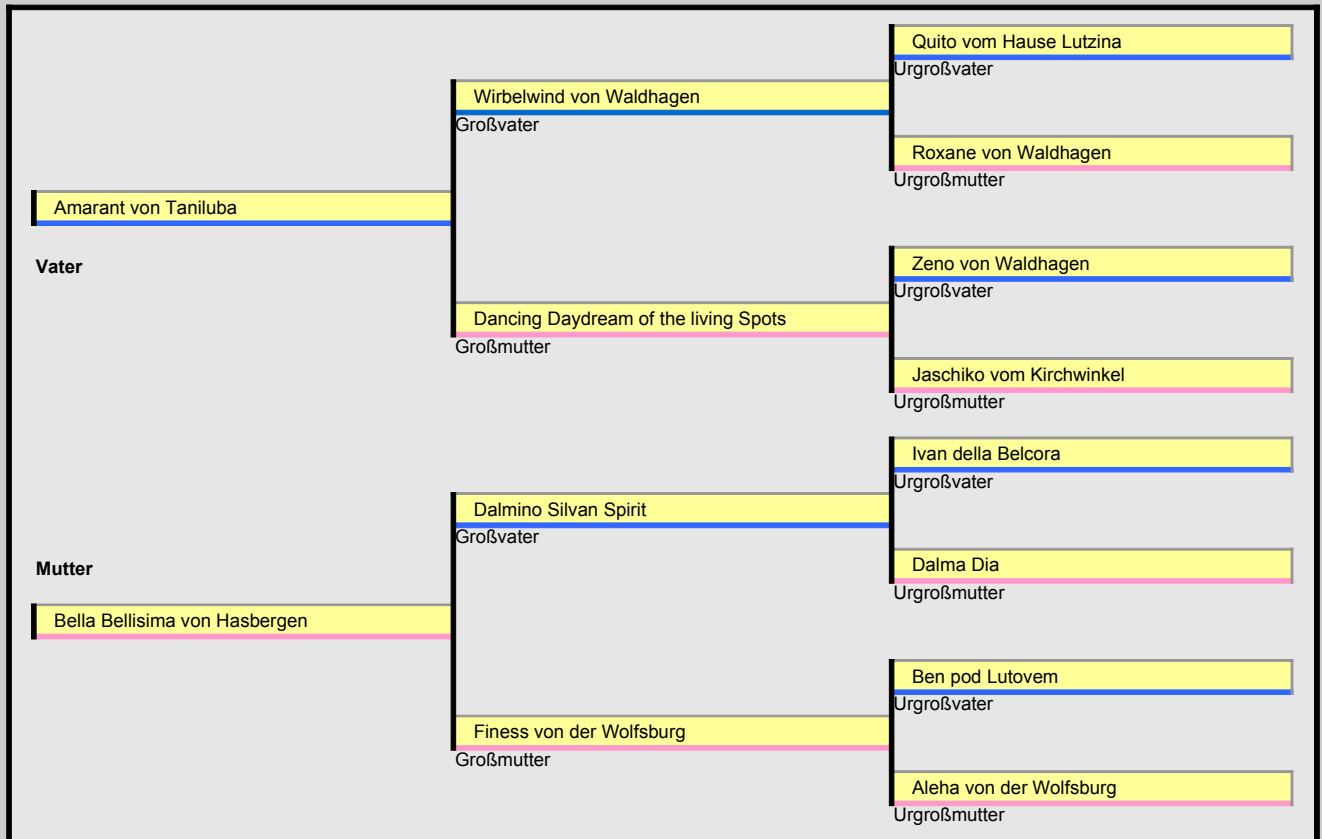 Quito vom Hause Lutzina
Urgroßvater
Wirbelwind von Waldhagen
Großvater
Roxane von Waldhagen
Urgroßmutter
Amarant von Taniluba
Vater
Zeno von Waldhagen
Urgroßvater
Dancing Daydream of the living Spots
Großmutter
Jaschiko vom Kirchwinkel
Urgroßmutter
Ivan della Belcora
Urgroßvater
Dalmino Silvan Spirit
Großvater
Dalma Dia
Urgroßmutter
Mutter
Bella Bellisima von Hasbergen
Ben pod Lutovem
Urgroßvater
Finess von der Wolfsburg
Großmutter
Aleha von der Wolfsburg
Urgroßmutter